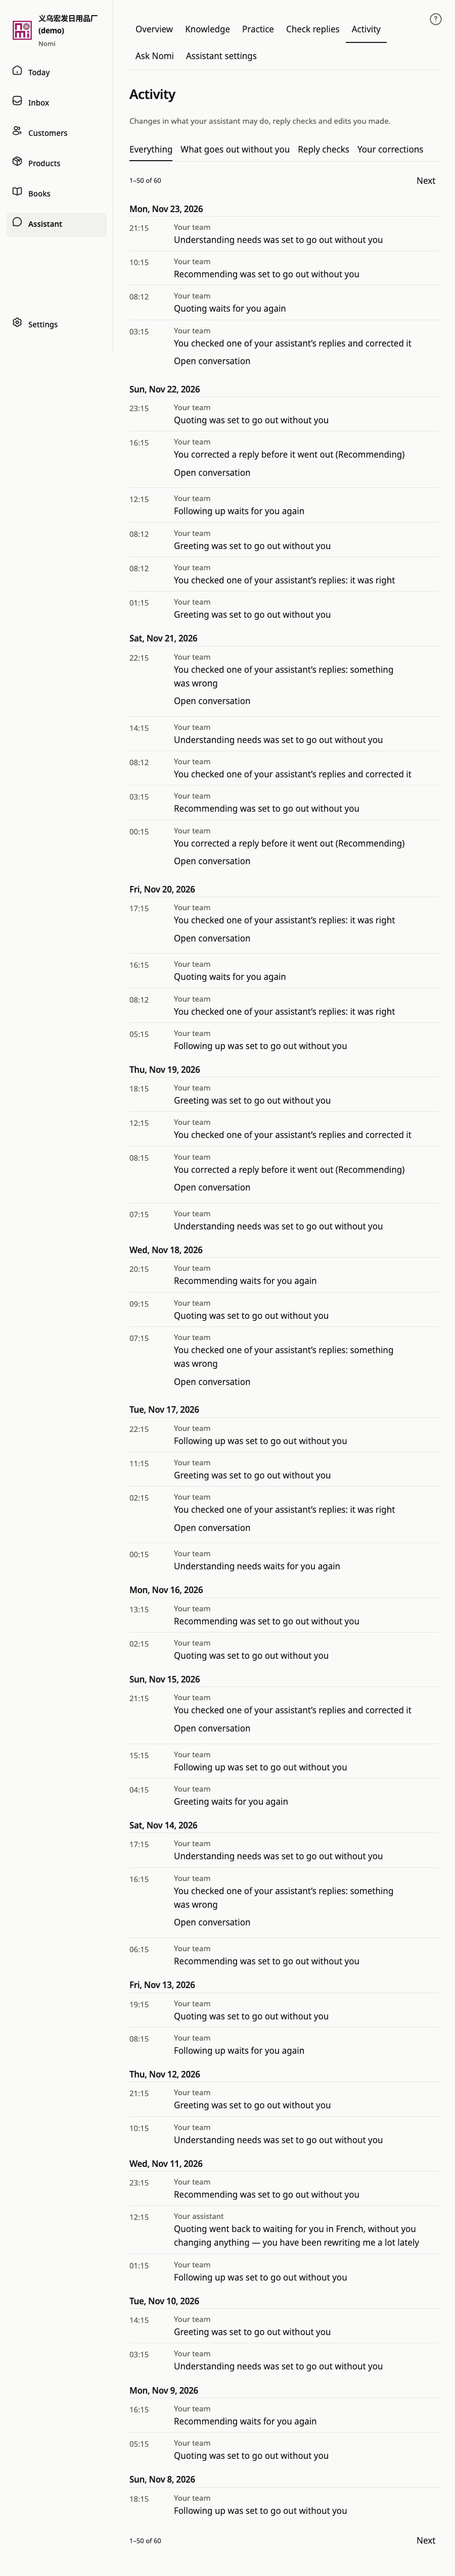 义乌宏发日用品厂
(demo)
Nomi
Today
Inbox
Customers
Products
Books
Assistant
Settings
Overview Knowledge Practice Check replies Activity
Ask Nomi Assistant settings
Activity
Changes in what your assistant may do, reply checks and edits you made.
Everything What goes out without you Reply checks Your corrections
1–50 of 60 Next
Mon, Nov 23, 2026
21:15 Your team
Understanding needs was set to go out without you
10:15 Your team
Recommending was set to go out without you
08:12 Your team
Quoting waits for you again
03:15 Your team
You checked one of your assistant’s replies and corrected it
Open conversation
Sun, Nov 22, 2026
23:15 Your team
Quoting was set to go out without you
16:15 Your team
You corrected a reply before it went out (Recommending)
Open conversation
12:15 Your team
Following up waits for you again
08:12 Your team
Greeting was set to go out without you
08:12 Your team
You checked one of your assistant’s replies: it was right
01:15 Your team
Greeting was set to go out without you
Sat, Nov 21, 2026
22:15 Your team
You checked one of your assistant’s replies: something
was wrong
Open conversation
14:15 Your team
Understanding needs was set to go out without you
08:12 Your team
You checked one of your assistant’s replies and corrected it
03:15 Your team
Recommending was set to go out without you
00:15 Your team
You corrected a reply before it went out (Recommending)
Open conversation
Fri, Nov 20, 2026
17:15 Your team
You checked one of your assistant’s replies: it was right
Open conversation
16:15 Your team
Quoting waits for you again
08:12 Your team
You checked one of your assistant’s replies: it was right
05:15 Your team
Following up was set to go out without you
Thu, Nov 19, 2026
18:15 Your team
Greeting was set to go out without you
12:15 Your team
You checked one of your assistant’s replies and corrected it
08:15 Your team
You corrected a reply before it went out (Recommending)
Open conversation
07:15 Your team
Understanding needs was set to go out without you
Wed, Nov 18, 2026
20:15 Your team
Recommending waits for you again
09:15 Your team
Quoting was set to go out without you
07:15 Your team
You checked one of your assistant’s replies: something
was wrong
Open conversation
Tue, Nov 17, 2026
22:15 Your team
Following up was set to go out without you
11:15 Your team
Greeting was set to go out without you
02:15 Your team
You checked one of your assistant’s replies: it was right
Open conversation
00:15 Your team
Understanding needs waits for you again
Mon, Nov 16, 2026
13:15 Your team
Recommending was set to go out without you
02:15 Your team
Quoting was set to go out without you
Sun, Nov 15, 2026
21:15 Your team
You checked one of your assistant’s replies and corrected it
Open conversation
15:15 Your team
Following up was set to go out without you
04:15 Your team
Greeting waits for you again
Sat, Nov 14, 2026
17:15 Your team
Understanding needs was set to go out without you
16:15 Your team
You checked one of your assistant’s replies: something
was wrong
Open conversation
06:15 Your team
Recommending was set to go out without you
Fri, Nov 13, 2026
19:15 Your team
Quoting was set to go out without you
08:15 Your team
Following up waits for you again
Thu, Nov 12, 2026
21:15 Your team
Greeting was set to go out without you
10:15 Your team
Understanding needs was set to go out without you
Wed, Nov 11, 2026
23:15 Your team
Recommending was set to go out without you
12:15 Your assistant
Quoting went back to waiting for you in French, without you
changing anything — you have been rewriting me a lot lately
01:15 Your team
Following up was set to go out without you
Tue, Nov 10, 2026
14:15 Your team
Greeting was set to go out without you
03:15 Your team
Understanding needs was set to go out without you
Mon, Nov 9, 2026
16:15 Your team
Recommending waits for you again
05:15 Your team
Quoting was set to go out without you
Sun, Nov 8, 2026
18:15 Your team
Following up was set to go out without you
1–50 of 60 Next